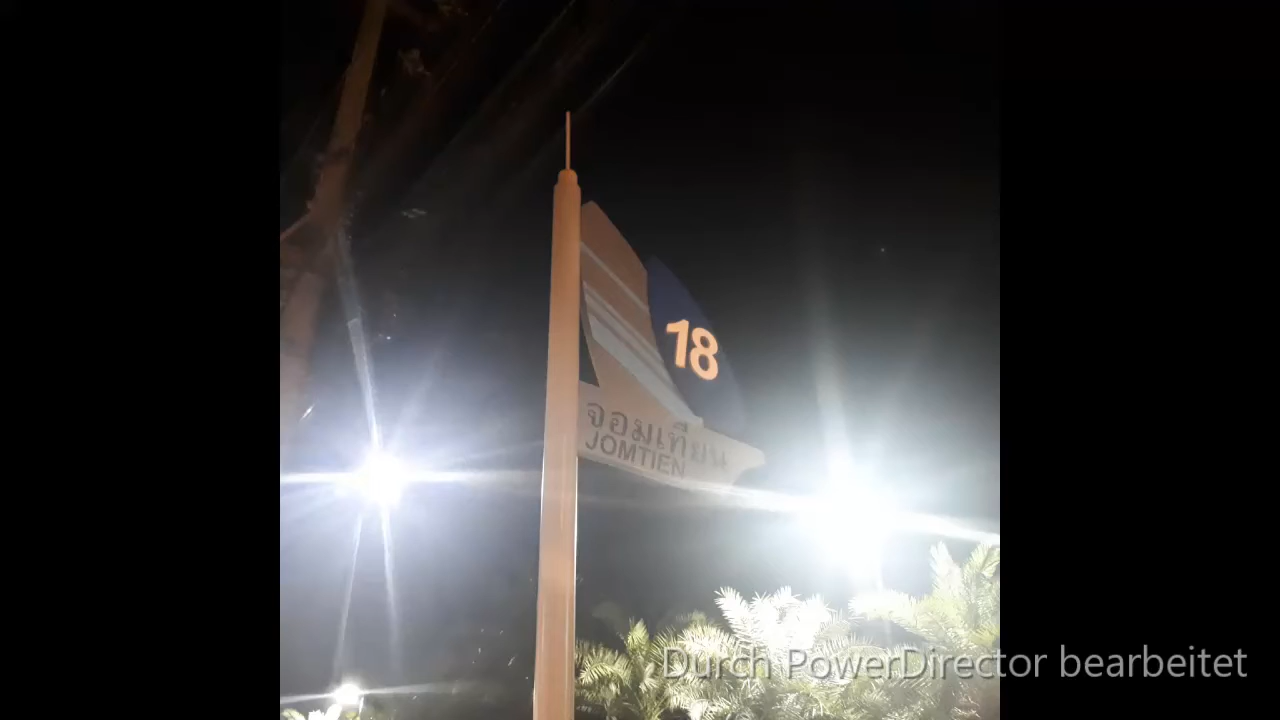 18
จอมเทียน
JOMTIEN
Durch PowerDirector bearbeitet